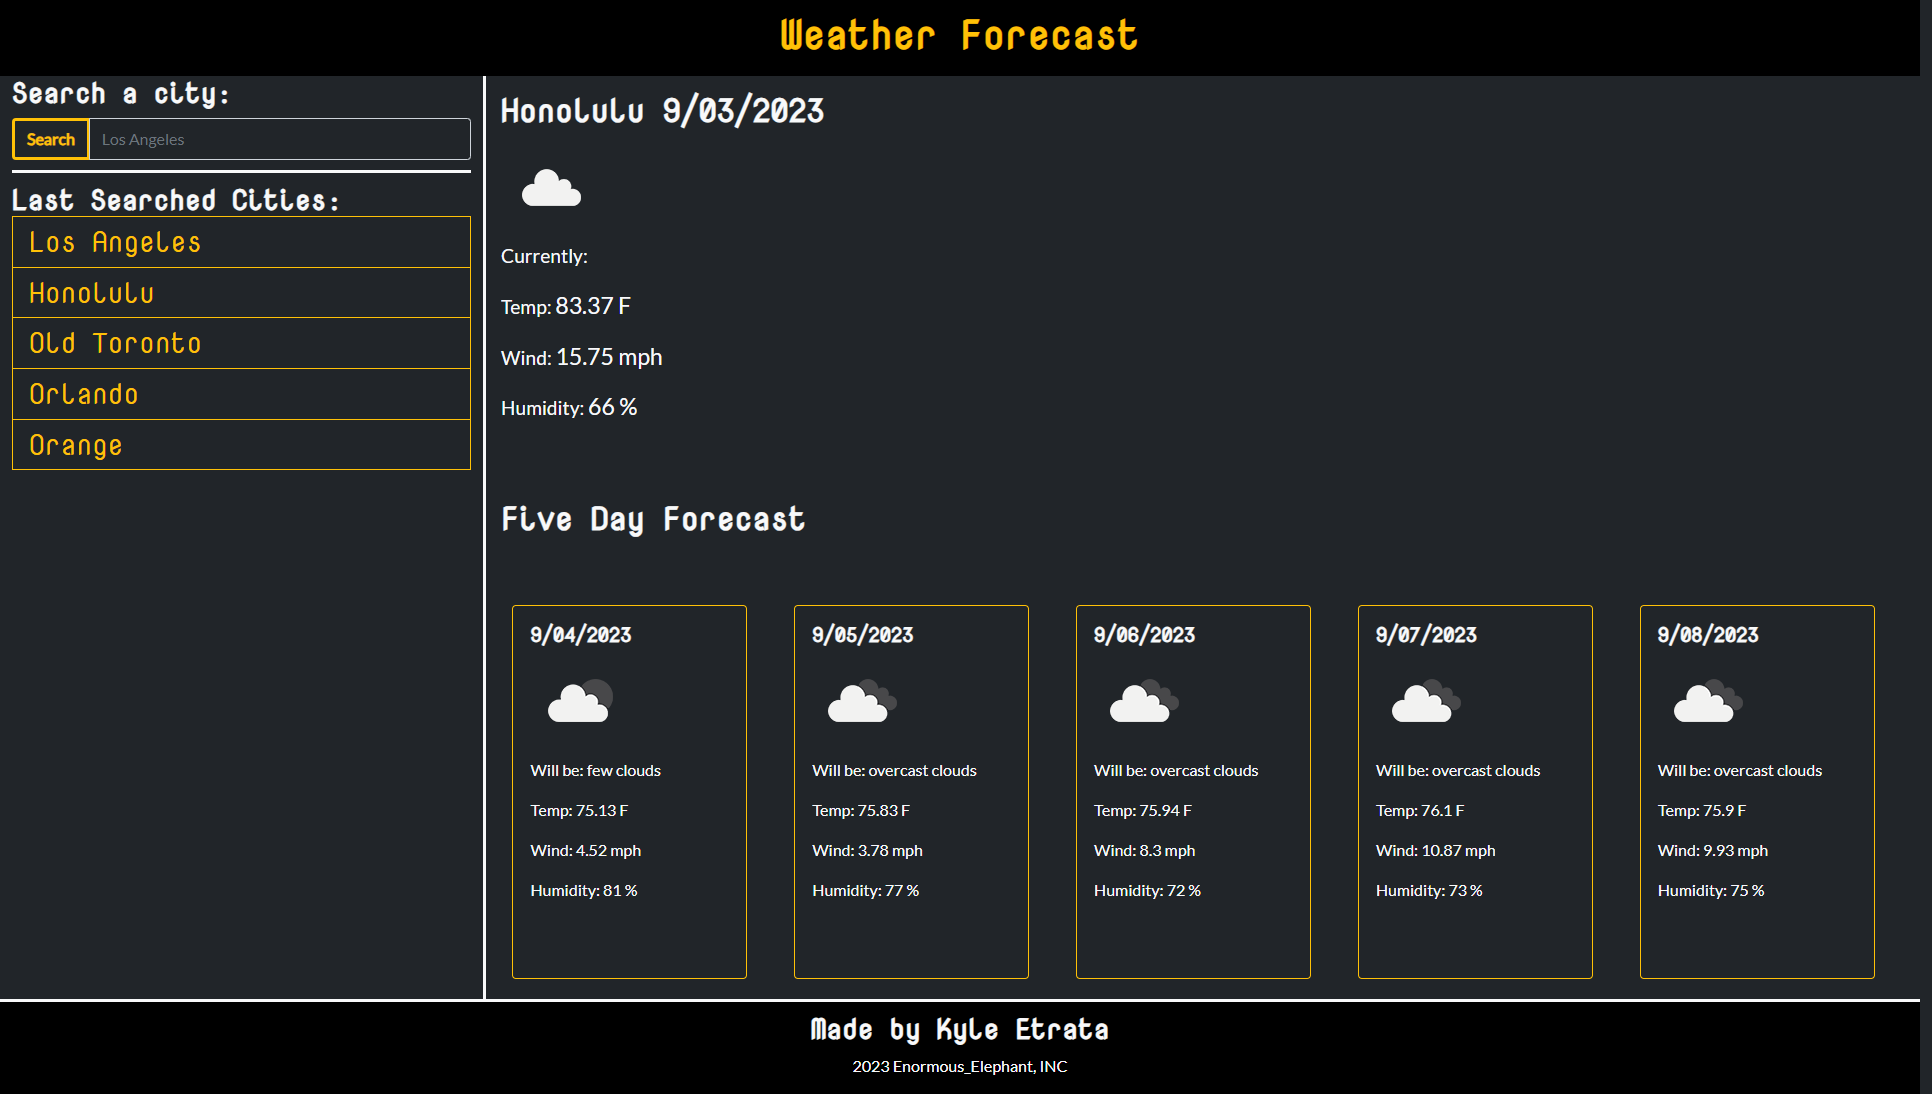 Weather Forecast
Search a city:
Search Los Angeles
Last Searched Cities:
Los Angeles
Honolulu
Old Toronto
Orlando
Orange
Honolulu 9/03/2023
Currently:
Temp: 83.37 F
Wind: 15.75 mph
Humidity: 66 %
Five Day Forecast
9/04/2023
Will be: few clouds
Temp: 75.13 F
Wind: 4.52 mph
Humidity: 81 %
9/05/2023
Will be: overcast clouds
Temp: 75.83 F
Wind: 3.78 mph
Humidity: 77 %
9/06/2023
Will be: overcast clouds
Temp: 75.94 F
Wind: 8.3 mph
Humidity: 72 %
9/07/2023
Will be: overcast clouds
Temp: 76.1 F
Wind: 10.87 mph
Humidity: 73 %
9/08/2023
Will be: overcast clouds
Temp: 75.9 F
Wind: 9.93 mph
Humidity: 75 %
Made by Kyle Etrata
2023 Enormous_Elephant, INC